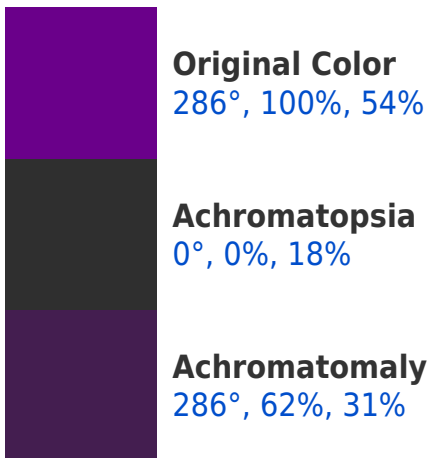 Original Color
286°, 100%, 54%
Achromatopsia
0°, 0%, 18%
Achromatomaly
286°, 62%, 31%